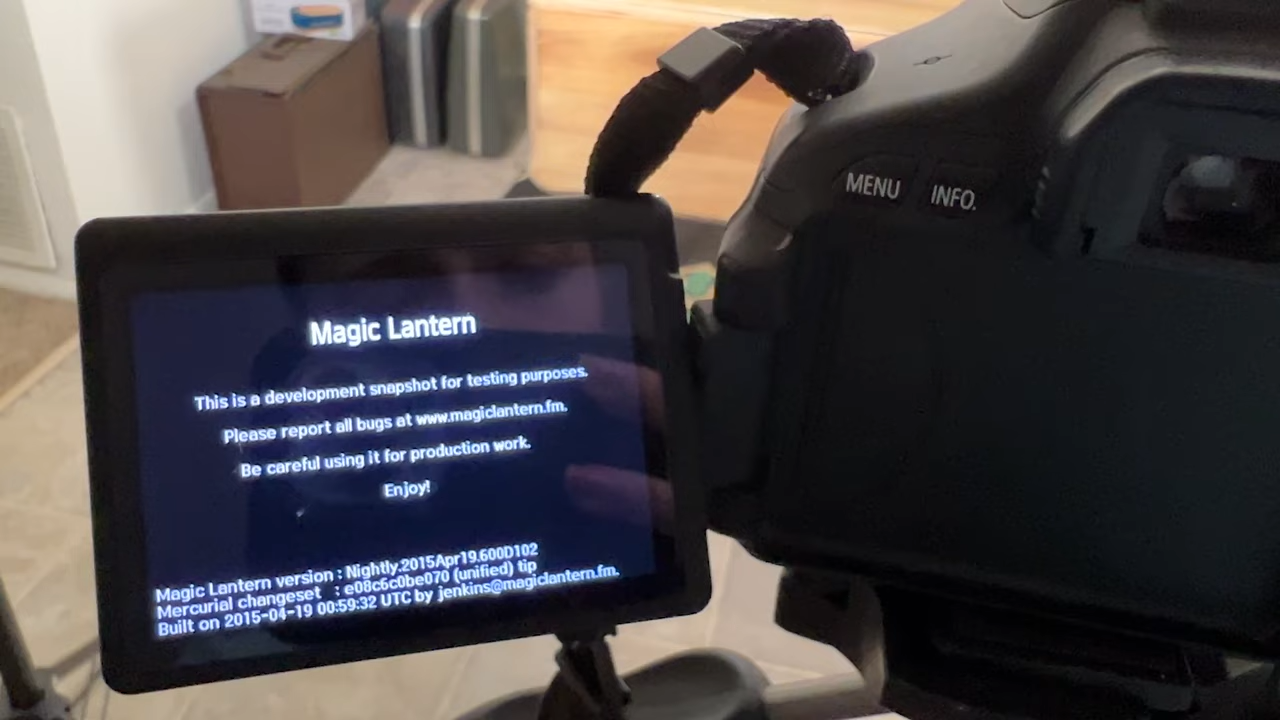 MENU
INFO.
Magic Lantern
This is a development snapshot for testing purposes.
Please report all bugs at www.magiclantern.fm.
Be careful using it for production work.
Enjoy!
Magic Lantern version : Nightly.2015Apr19.600D102
Mercurial changeset : e08c6c0be070 (unified) tip
Built on 2015-04-19 00:59:32 UTC by jenkins@magiclantern.fm.